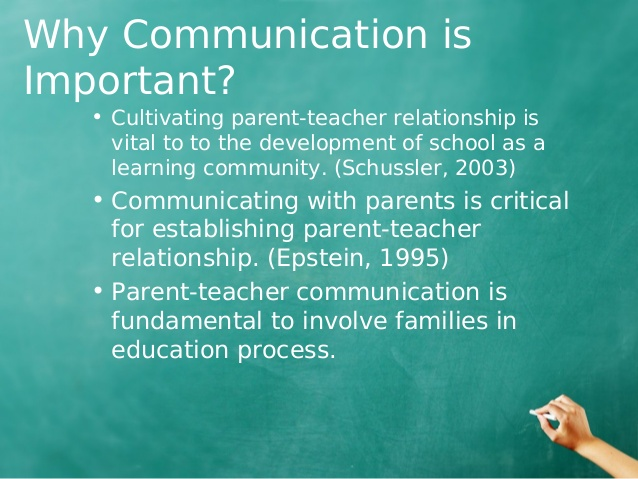 Why Communication is
Important?
• Cultivating parent-teacher relationship is
vital to to the development of school as a
learning community. (Schussler, 2003)
• Communicating with parents is critical
for establishing parent-teacher
relationship. (Epstein, 1995)
• Parent-teacher communication is
fundamental to involve families in
education process.